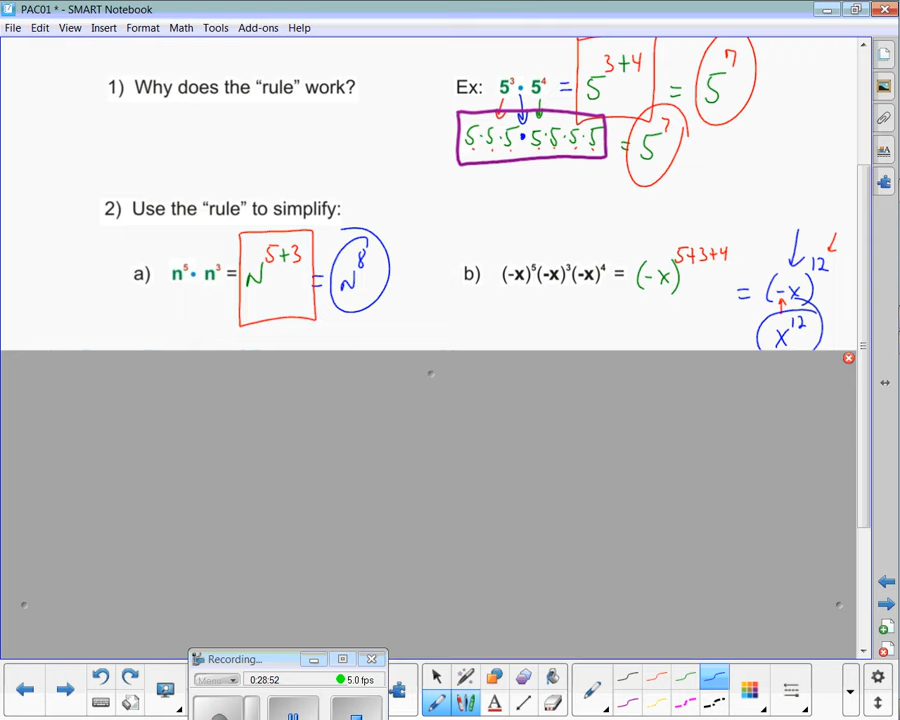 PAC01 * - SMART Notebook
File Edit View Insert Format Math Tools Add-ons Help
1) Why does the “rule” work?
Ex: 5³ • 5⁴ = 5³⁺⁴ = 5⁷
5·5·5•5·5·5·5 = 5⁷
2) Use the “rule” to simplify:
a) n⁵ • n³ = N⁵⁺³ = N⁸
b) (-x)⁵(-x)³(-x)⁴ = (-x)⁵⁺³⁺⁴
= (-x)¹²
x¹²
Recording...
Menu 0:28:52 5.0 fps